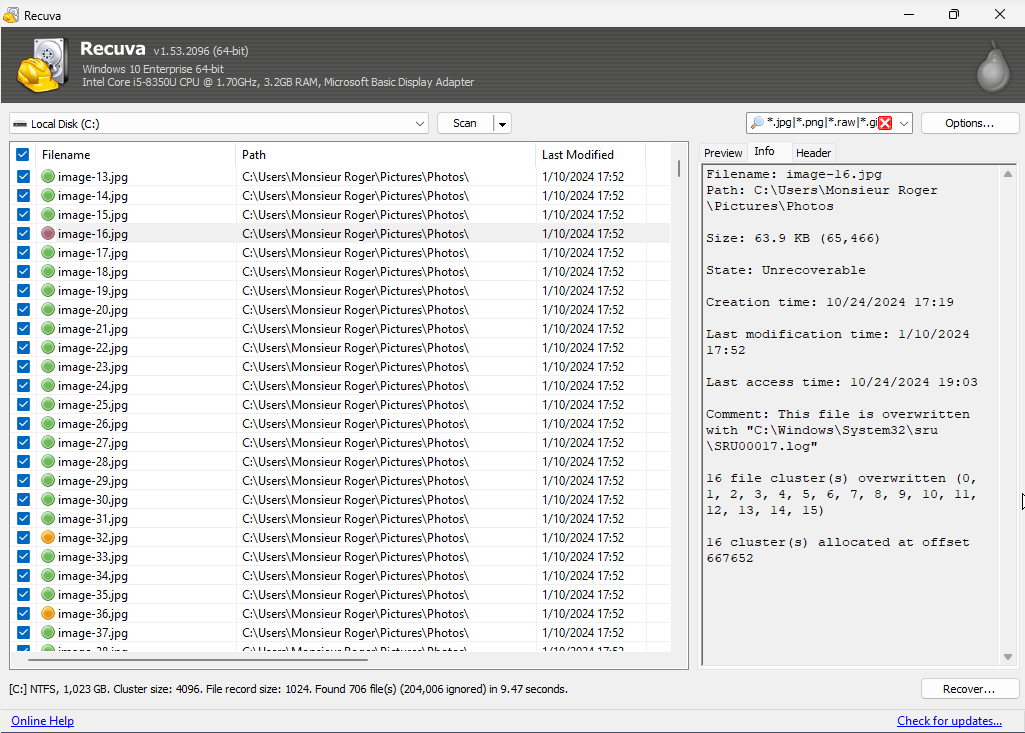 Recuva
Recuva v1.53.2096 (64-bit)
Windows 10 Enterprise 64-bit
Intel Core i5-8350U CPU @ 1.70GHz, 3.2GB RAM, Microsoft Basic Display Adapter
Local Disk (C:)
Scan
*.jpg|*.png|*.raw|*.gi
Options...
Filename Path Last Modified
image-13.jpg C:\Users\Monsieur Roger\Pictures\Photos\ 1/10/2024 17:52
image-14.jpg C:\Users\Monsieur Roger\Pictures\Photos\ 1/10/2024 17:52
image-15.jpg C:\Users\Monsieur Roger\Pictures\Photos\ 1/10/2024 17:52
image-16.jpg C:\Users\Monsieur Roger\Pictures\Photos\ 1/10/2024 17:52
image-17.jpg C:\Users\Monsieur Roger\Pictures\Photos\ 1/10/2024 17:52
image-18.jpg C:\Users\Monsieur Roger\Pictures\Photos\ 1/10/2024 17:52
image-19.jpg C:\Users\Monsieur Roger\Pictures\Photos\ 1/10/2024 17:52
image-20.jpg C:\Users\Monsieur Roger\Pictures\Photos\ 1/10/2024 17:52
image-21.jpg C:\Users\Monsieur Roger\Pictures\Photos\ 1/10/2024 17:52
image-22.jpg C:\Users\Monsieur Roger\Pictures\Photos\ 1/10/2024 17:52
image-23.jpg C:\Users\Monsieur Roger\Pictures\Photos\ 1/10/2024 17:52
image-24.jpg C:\Users\Monsieur Roger\Pictures\Photos\ 1/10/2024 17:52
image-25.jpg C:\Users\Monsieur Roger\Pictures\Photos\ 1/10/2024 17:52
image-26.jpg C:\Users\Monsieur Roger\Pictures\Photos\ 1/10/2024 17:52
image-27.jpg C:\Users\Monsieur Roger\Pictures\Photos\ 1/10/2024 17:52
image-28.jpg C:\Users\Monsieur Roger\Pictures\Photos\ 1/10/2024 17:52
image-29.jpg C:\Users\Monsieur Roger\Pictures\Photos\ 1/10/2024 17:52
image-30.jpg C:\Users\Monsieur Roger\Pictures\Photos\ 1/10/2024 17:52
image-31.jpg C:\Users\Monsieur Roger\Pictures\Photos\ 1/10/2024 17:52
image-32.jpg C:\Users\Monsieur Roger\Pictures\Photos\ 1/10/2024 17:52
image-33.jpg C:\Users\Monsieur Roger\Pictures\Photos\ 1/10/2024 17:52
image-34.jpg C:\Users\Monsieur Roger\Pictures\Photos\ 1/10/2024 17:52
image-35.jpg C:\Users\Monsieur Roger\Pictures\Photos\ 1/10/2024 17:52
image-36.jpg C:\Users\Monsieur Roger\Pictures\Photos\ 1/10/2024 17:52
image-37.jpg C:\Users\Monsieur Roger\Pictures\Photos\ 1/10/2024 17:52
Preview Info Header
Filename: image-16.jpg
Path: C:\Users\Monsieur Roger
\Pictures\Photos
Size: 63.9 KB (65,466)
State: Unrecoverable
Creation time: 10/24/2024 17:19
Last modification time: 1/10/2024
17:52
Last access time: 10/24/2024 19:03
Comment: This file is overwritten
with "C:\Windows\System32\sru
\SRU00017.log"
16 file cluster(s) overwritten (0,
1, 2, 3, 4, 5, 6, 7, 8, 9, 10, 11,
12, 13, 14, 15)
16 cluster(s) allocated at offset
667652
[C:] NTFS, 1,023 GB. Cluster size: 4096. File record size: 1024. Found 706 file(s) (204,006 ignored) in 9.47 seconds.
Recover...
Online Help
Check for updates...